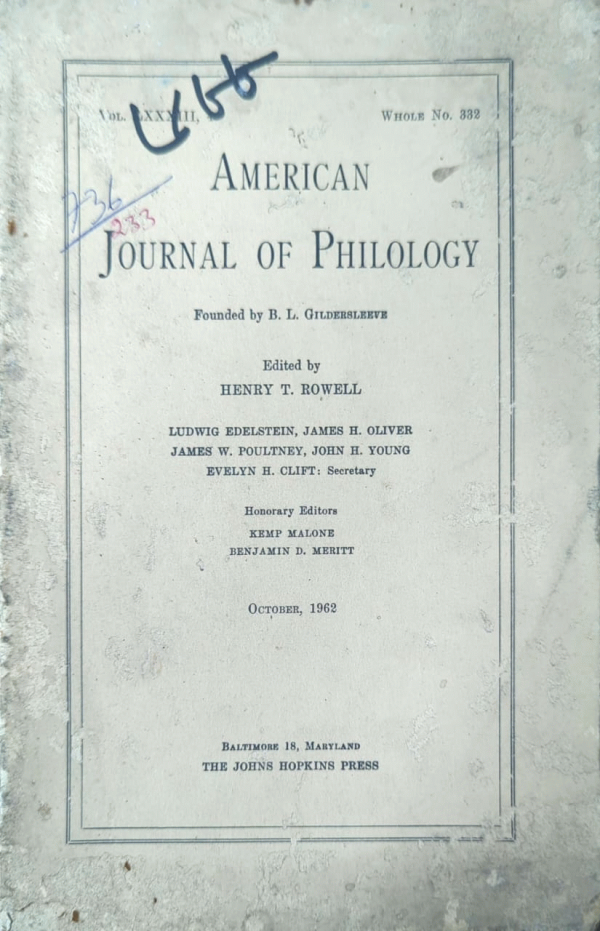 Vol. LXXXIII, Whole No. 332
American
Journal of Philology
Founded by B. L. Gildersleeve
Edited by
HENRY T. ROWELL
LUDWIG EDELSTEIN, JAMES H. OLIVER
JAMES W. POULTNEY, JOHN H. YOUNG
EVELYN H. CLIFT: Secretary
Honorary Editors
KEMP MALONE
BENJAMIN D. MERITT
October, 1962
Baltimore 18, Maryland
THE JOHNS HOPKINS PRESS
736
233